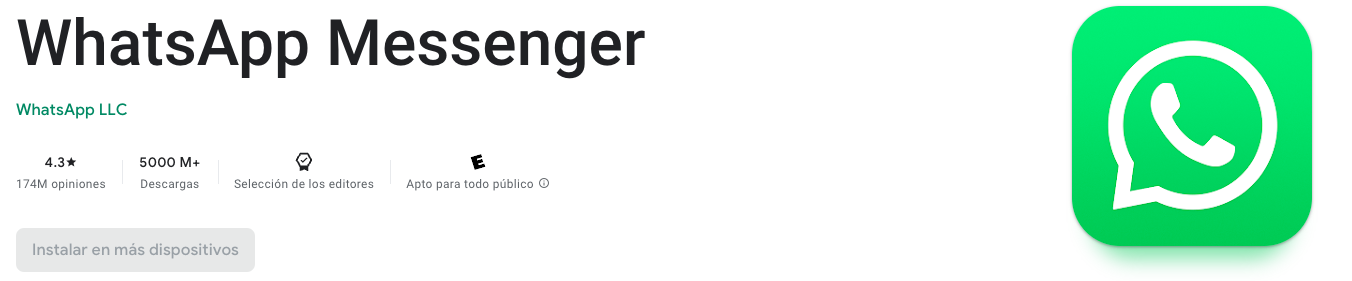 WhatsApp Messenger
WhatsApp LLC
4.3★
174M opiniones
5000 M+
Descargas
Selección de los editores
E
Apto para todo público
Instalar en más dispositivos